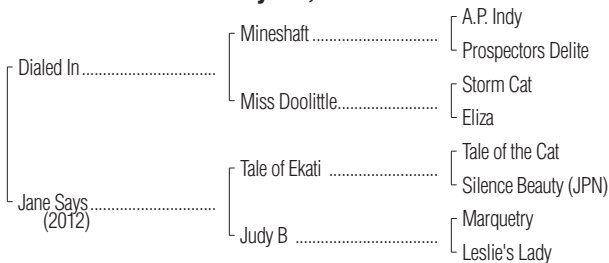 A.P. Indy
Mineshaft ........................................
Prospectors Delite
Dialed In ........................................
Storm Cat
Miss Doolittle ..................................
Eliza
Tale of the Cat
Tale of Ekati ..................................
Silence Beauty (JPN)
Jane Says ........................................
(2012)
Marquetry
Judy B ........................................
Leslie's Lady